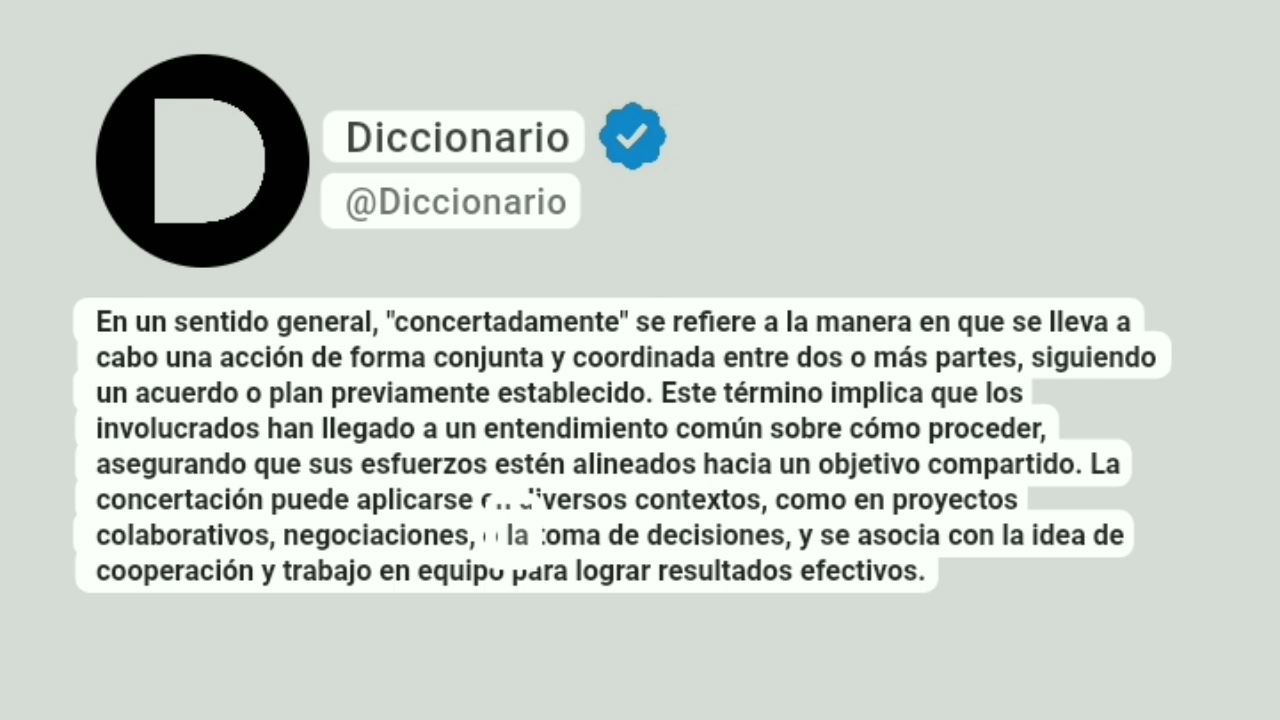 D
Diccionario
@Diccionario
En un sentido general, "concertadamente" se refiere a la manera en que se lleva a
cabo una acción de forma conjunta y coordinada entre dos o más partes, siguiendo
un acuerdo o plan previamente establecido. Este término implica que los
involucrados han llegado a un entendimiento común sobre cómo proceder,
asegurando que sus esfuerzos estén alineados hacia un objetivo compartido. La
concertación puede aplicarse en diversos contextos, como en proyectos
colaborativos, negociaciones, la toma de decisiones, y se asocia con la idea de
cooperación y trabajo en equipo para lograr resultados efectivos.